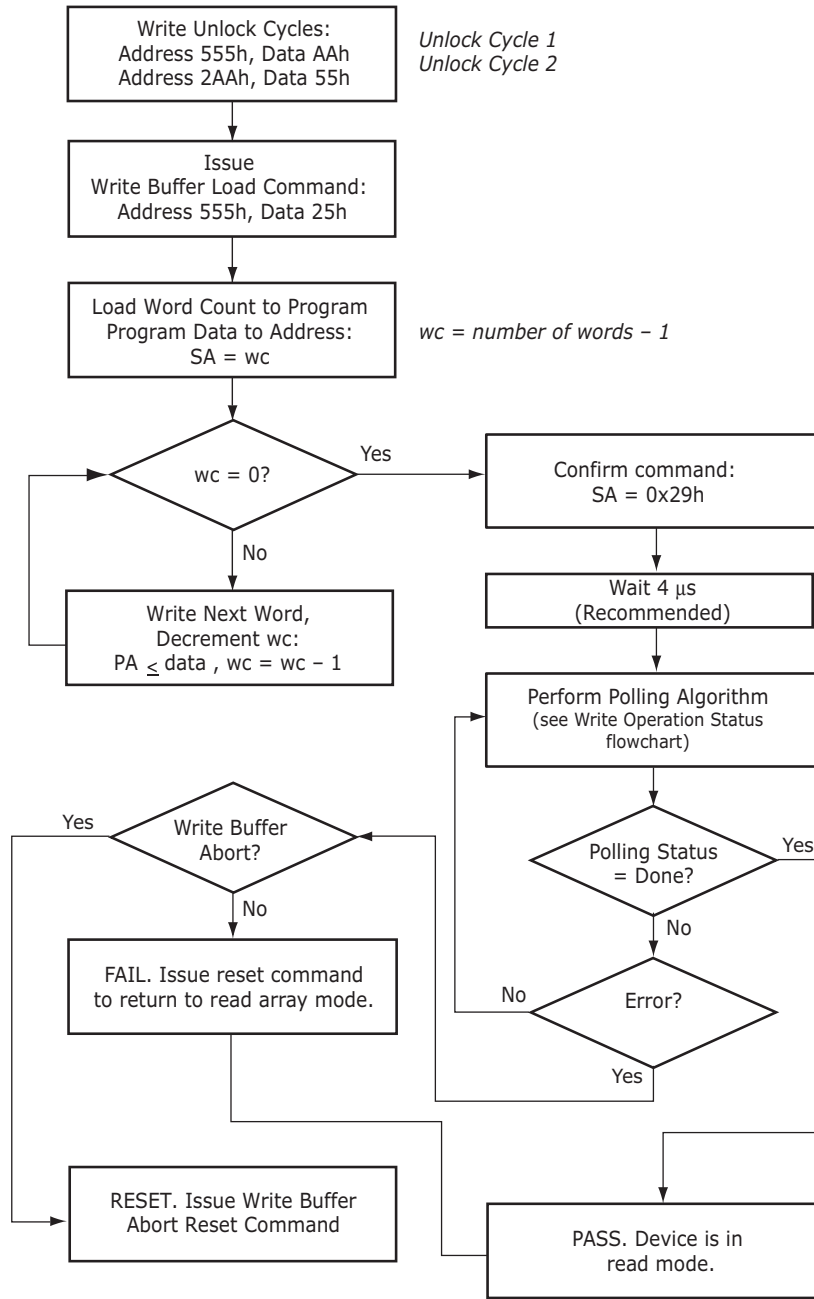 Write Unlock Cycles:
Address 555h, Data AAh
Address 2AAh, Data 55h
Unlock Cycle 1
Unlock Cycle 2
Issue
Write Buffer Load Command:
Address 555h, Data 25h
Load Word Count to Program
Program Data to Address:
SA = wc
wc = number of words – 1
wc = 0?
Yes
No
Write Next Word,
Decrement wc:
PA ≤ data , wc = wc – 1
Confirm command:
SA = 0x29h
Wait 4 μs
(Recommended)
Perform Polling Algorithm
(see Write Operation Status
flowchart)
Polling Status
= Done?
Yes
No
Error?
No
Yes
Write Buffer
Abort?
Yes
No
FAIL. Issue reset command
to return to read array mode.
RESET. Issue Write Buffer
Abort Reset Command
PASS. Device is in
read mode.